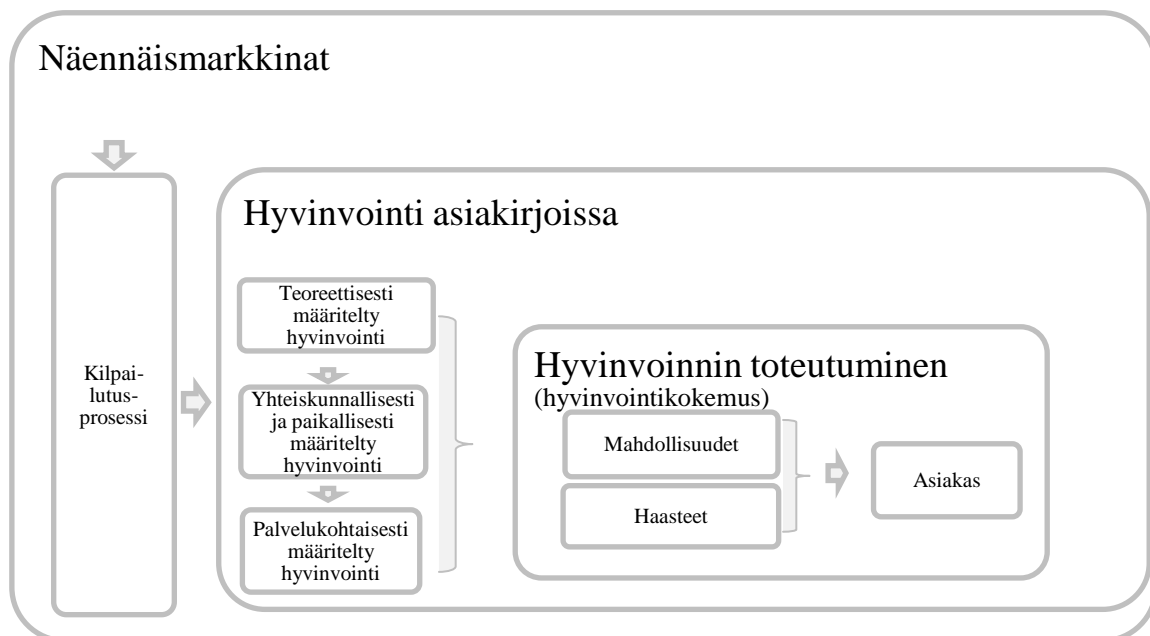 Näennäismarkkinat
Kilpai-
lutus-
prosessi
Hyvinvointi asiakirjoissa
Teoreettisesti
määritelty
hyvinvointi
Yhteiskunnallisesti
ja paikallisesti
määritelty
hyvinvointi
Palvelukohtaisesti
määritelty
hyvinvointi
Hyvinvoinnin toteutuminen
(hyvinvointikokemus)
Mahdollisuudet
Haasteet
Asiakas